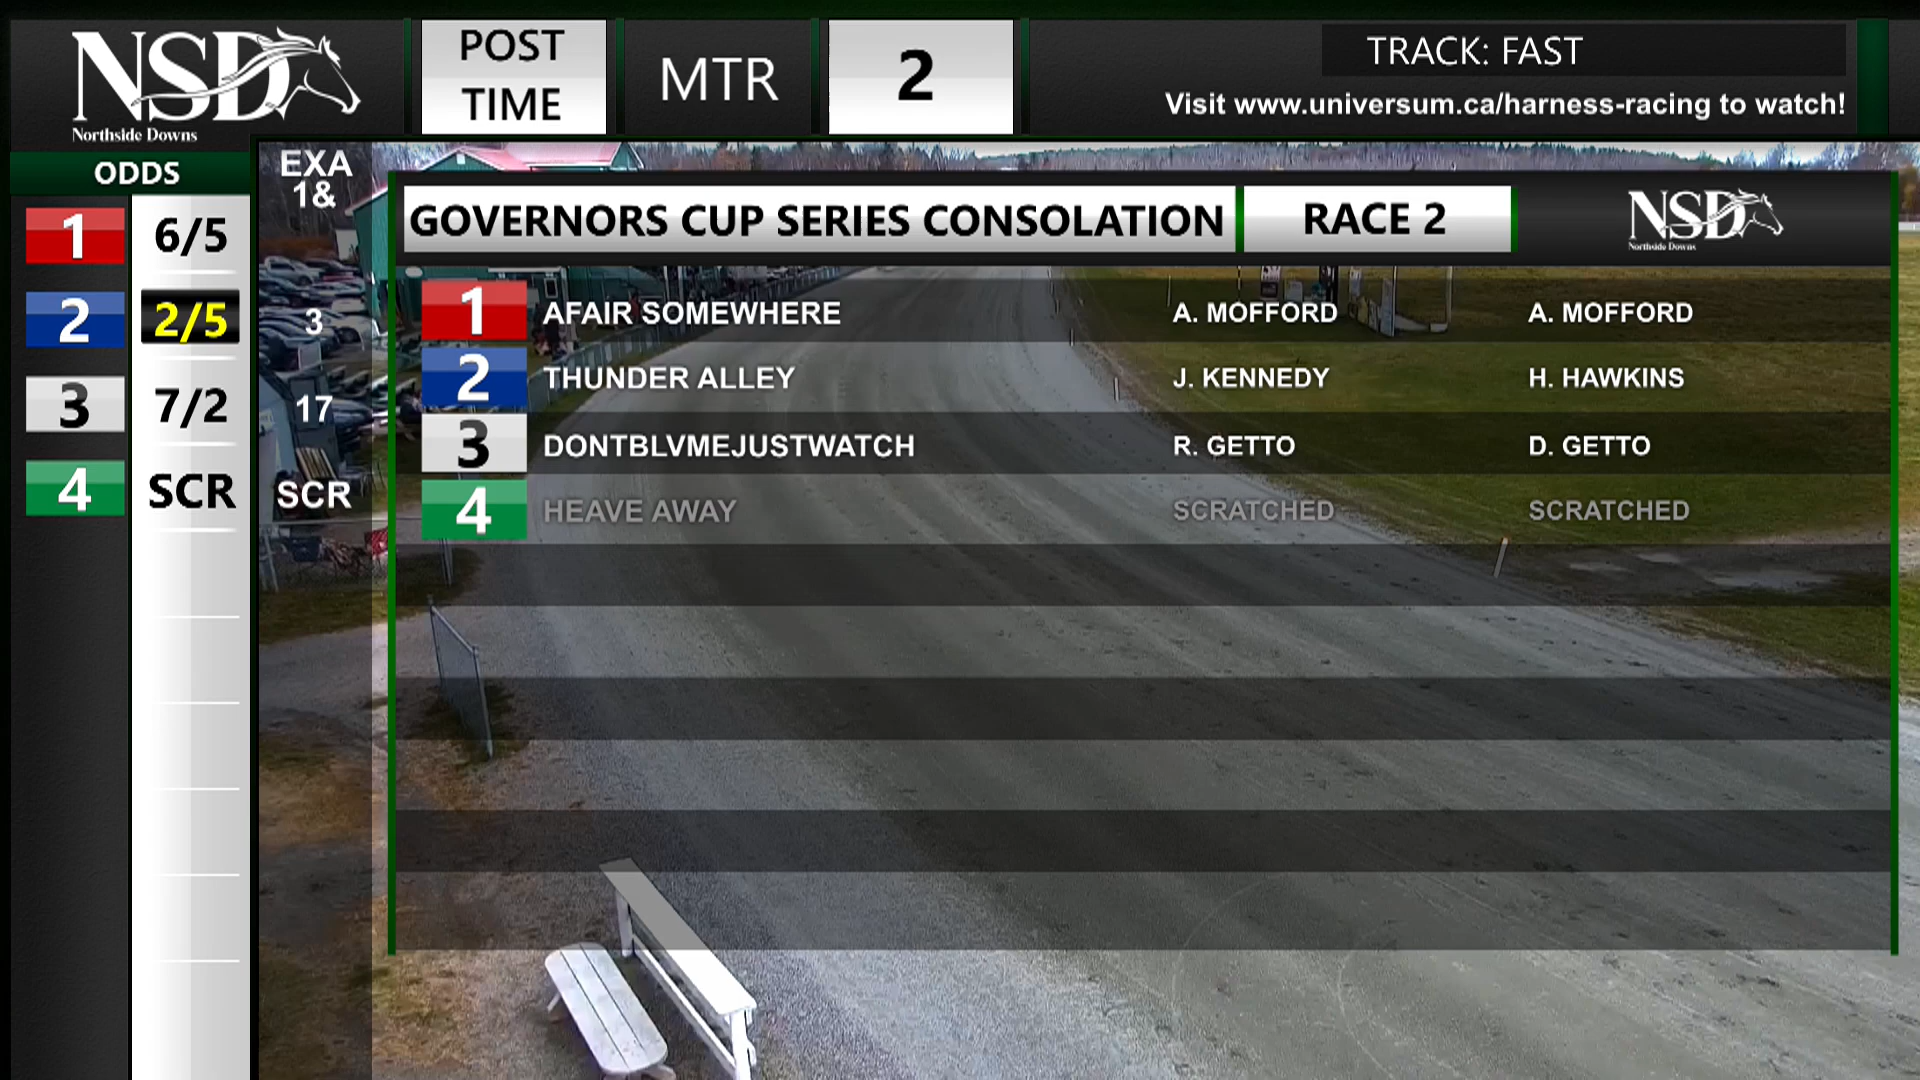 NSD
Northside Downs
POST
TIME
MTR
2
TRACK: FAST
Visit www.universum.ca/harness-racing to watch!
ODDS
EXA
1&
1 6/5
2 2/5 3
3 7/2 17
4 SCR SCR
GOVERNORS CUP SERIES CONSOLATION
RACE 2
NSD
Northside Downs
1 AFAIR SOMEWHERE A. MOFFORD A. MOFFORD
2 THUNDER ALLEY J. KENNEDY H. HAWKINS
3 DONTBLVMEJUSTWATCH R. GETTO D. GETTO
4 HEAVE AWAY SCRATCHED SCRATCHED